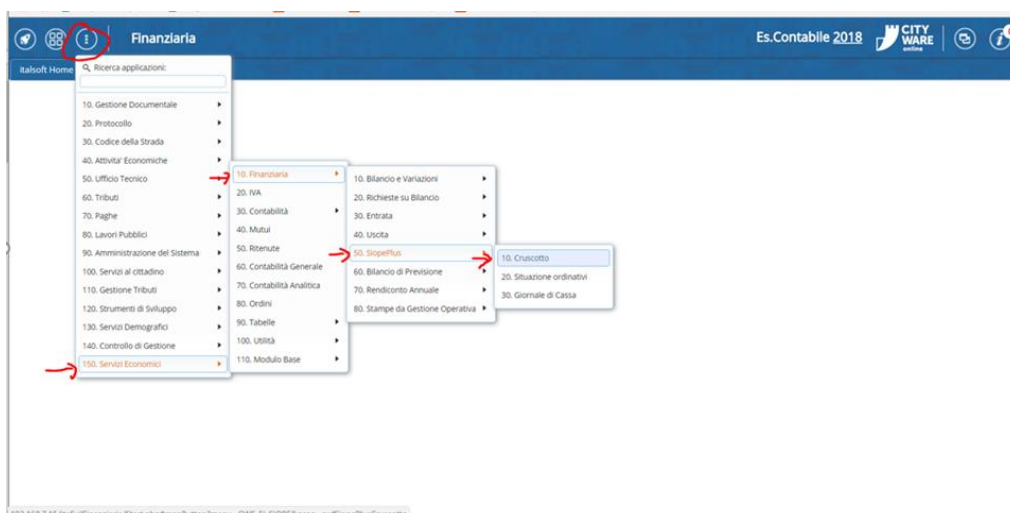 Finanziaria
Es.Contabile 2018
CITY
WARE
online
Italsoft Home
Ricerca applicazioni:
10. Gestione Documentale
20. Protocollo
30. Codice della Strada
40. Attivita' Economiche
50. Ufficio Tecnico
60. Tributi
70. Paghe
80. Lavori Pubblici
90. Amministrazione del Sistema
100. Servizi al cittadino
110. Gestione Tributi
120. Strumenti di Sviluppo
130. Servizi Demografici
140. Controllo di Gestione
150. Servizi Economici
10. Finanziaria
20. IVA
30. Contabilità
40. Mutui
50. Ritenute
60. Contabilità Generale
70. Contabilità Analitica
80. Ordini
90. Tabelle
100. Utilità
110. Modulo Base
10. Bilancio e Variazioni
20. Richieste su Bilancio
30. Entrata
40. Uscita
50. SiopePlus
60. Bilancio di Previsione
70. Rendiconto Annuale
80. Stampe da Gestione Operativa
10. Cruscotto
20. Situazione ordinativi
30. Giornale di Cassa